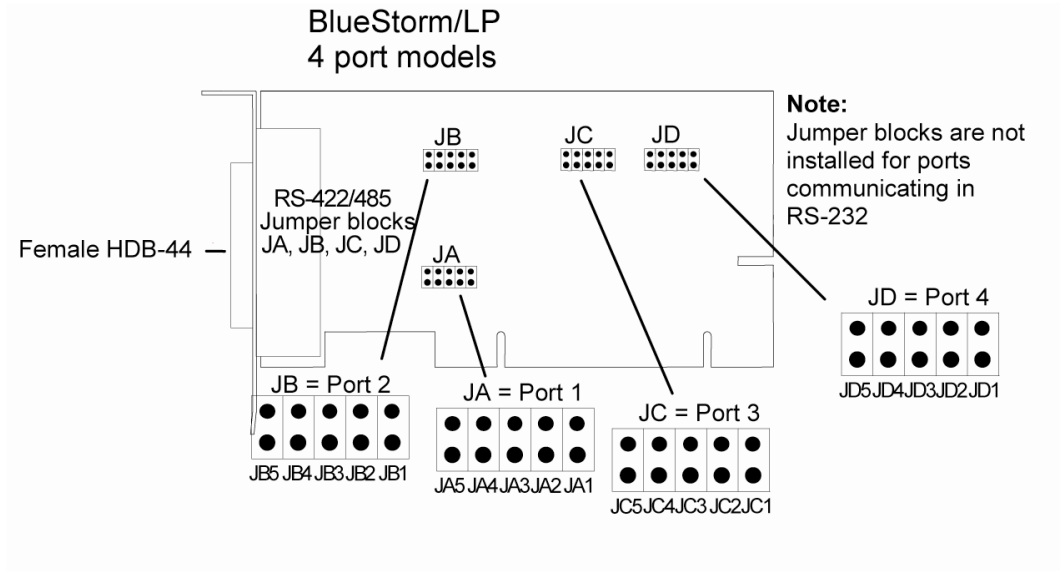 BlueStorm/LP
4 port models
Note:
Jumper blocks are not
installed for ports
communicating in
RS-232
JB
JC
JD
RS-422/485
Jumper blocks
JA, JB, JC, JD
Female HDB-44
JA
JD = Port 4
JD5 JD4 JD3 JD2 JD1
JB = Port 2
JB5 JB4 JB3 JB2 JB1
JA = Port 1
JA5 JA4 JA3 JA2 JA1
JC = Port 3
JC5 JC4 JC3 JC2 JC1